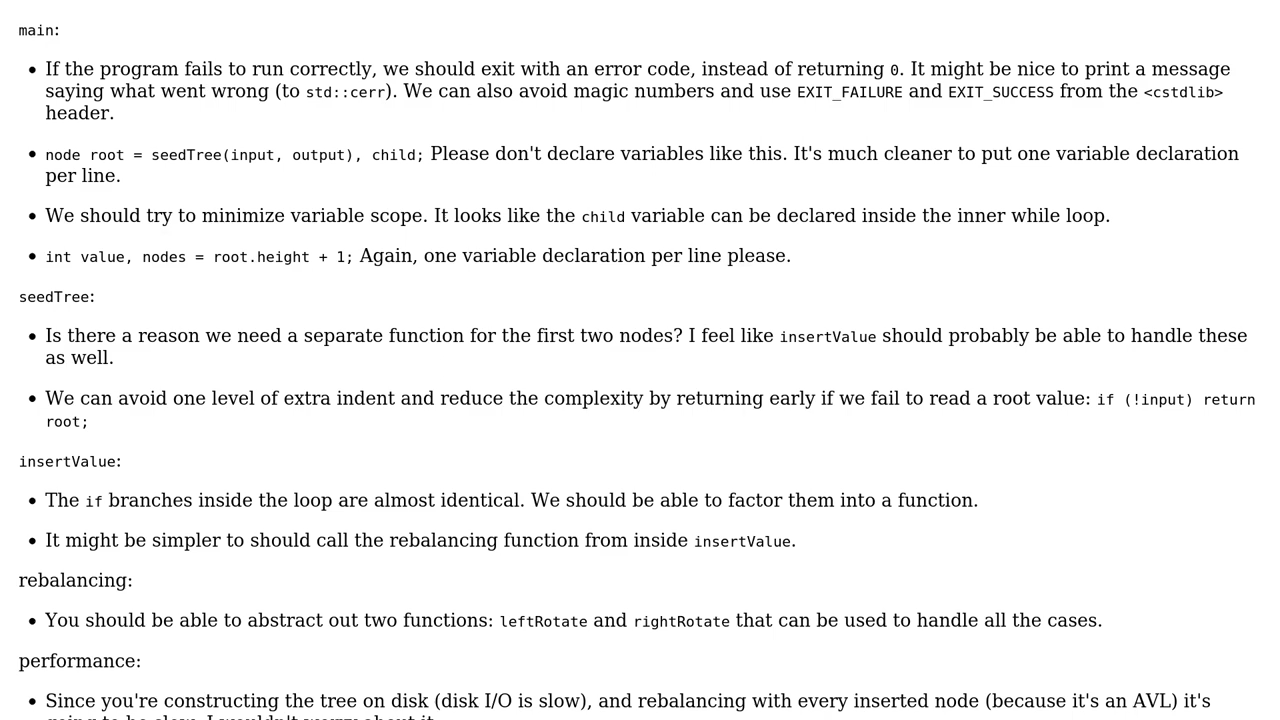 main:
• If the program fails to run correctly, we should exit with an error code, instead of returning 0. It might be nice to print a message
saying what went wrong (to std::cerr). We can also avoid magic numbers and use EXIT_FAILURE and EXIT_SUCCESS from the <cstdlib>
header.
• node root = seedTree(input, output), child; Please don't declare variables like this. It's much cleaner to put one variable declaration
per line.
• We should try to minimize variable scope. It looks like the child variable can be declared inside the inner while loop.
• int value, nodes = root.height + 1; Again, one variable declaration per line please.
seedTree:
• Is there a reason we need a separate function for the first two nodes? I feel like insertValue should probably be able to handle these
as well.
• We can avoid one level of extra indent and reduce the complexity by returning early if we fail to read a root value: if (!input) return
root;
insertValue:
• The if branches inside the loop are almost identical. We should be able to factor them into a function.
• It might be simpler to should call the rebalancing function from inside insertValue.
rebalancing:
• You should be able to abstract out two functions: leftRotate and rightRotate that can be used to handle all the cases.
performance:
• Since you're constructing the tree on disk (disk I/O is slow), and rebalancing with every inserted node (because it's an AVL) it's
going to be slow. I wouldn't worry about it.